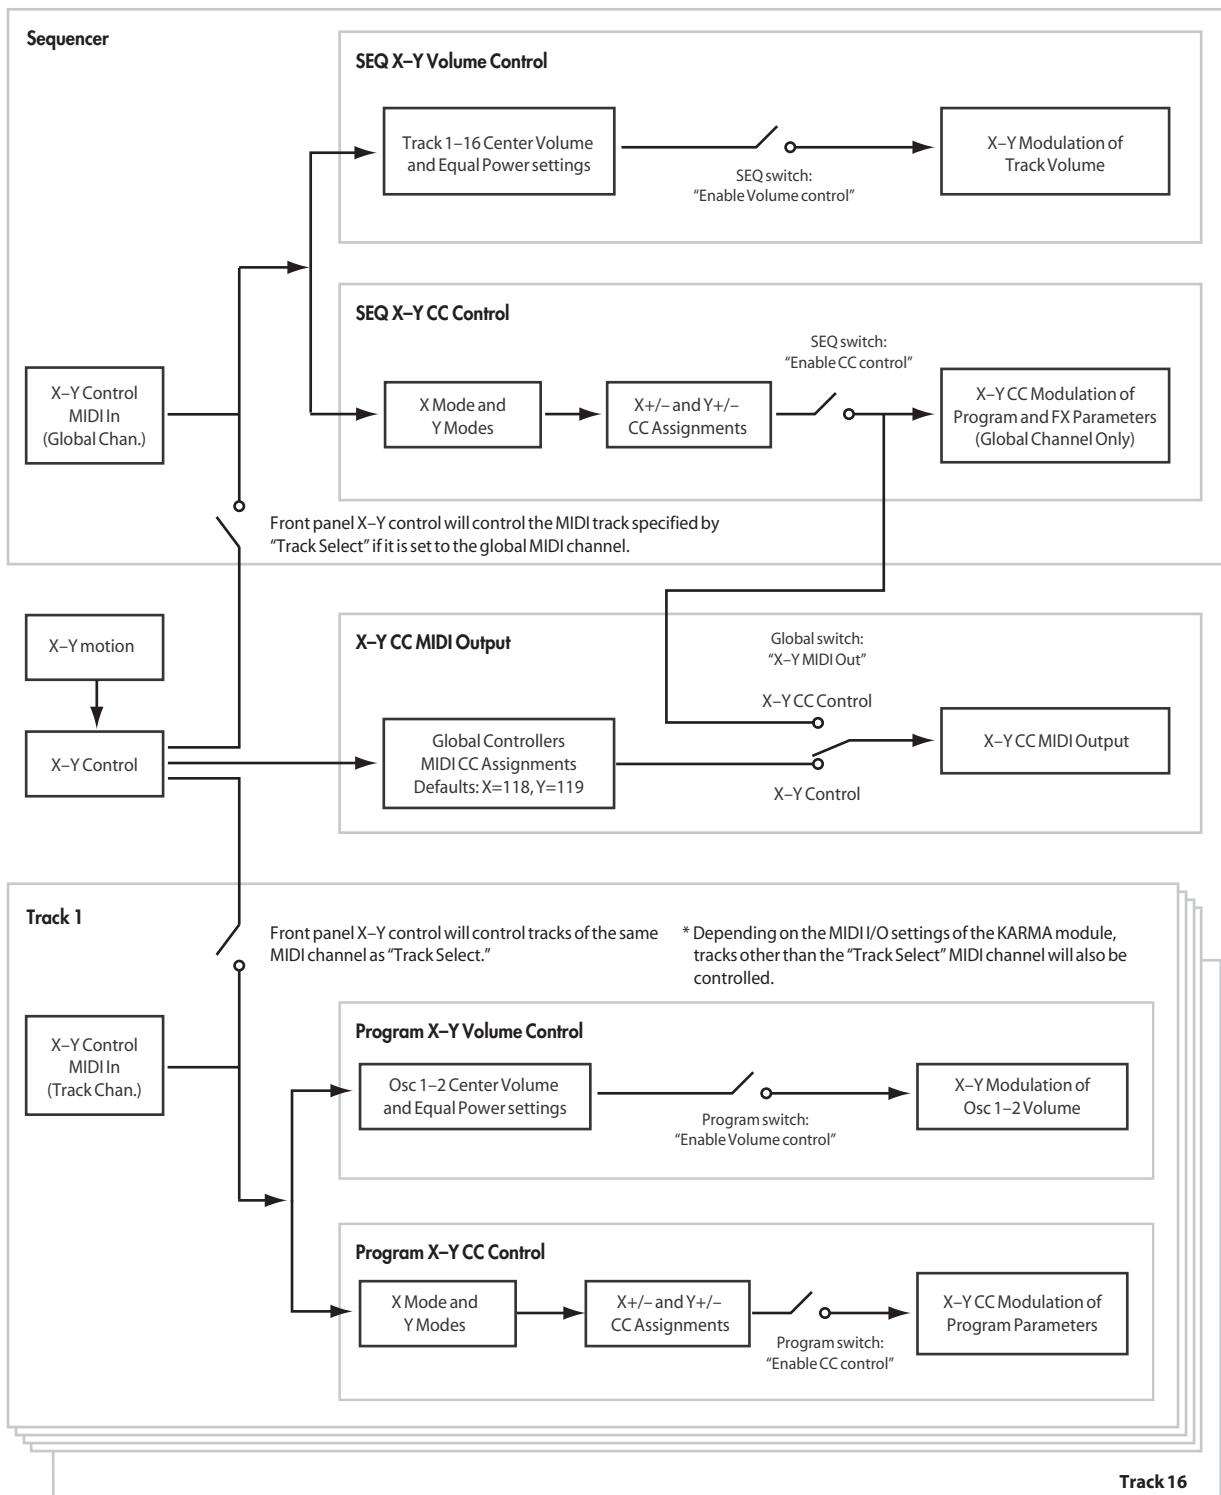 Sequencer
SEQ X–Y Volume Control
Track 1–16 Center Volume
and Equal Power settings
SEQ switch:
“Enable Volume control”
X–Y Modulation of
Track Volume
SEQ X–Y CC Control
SEQ switch:
“Enable CC control”
X–Y Control
MIDI In
(Global Chan.)
X Mode and
Y Modes
X+/– and Y+/–
CC Assignments
X–Y CC Modulation of
Program and FX Parameters
(Global Channel Only)
Front panel X–Y control will control the MIDI track specified by
“Track Select” if it is set to the global MIDI channel.
X–Y motion
X–Y Control
X–Y CC MIDI Output
Global switch:
“X–Y MIDI Out”
X–Y CC Control
Global Controllers
MIDI CC Assignments
Defaults: X=118, Y=119
X–Y Control
X–Y CC MIDI Output
Track 1
Front panel X–Y control will control tracks of the same
MIDI channel as “Track Select.”
* Depending on the MIDI I/O settings of the KARMA module,
tracks other than the “Track Select” MIDI channel will also be
controlled.
X–Y Control
MIDI In
(Track Chan.)
Program X–Y Volume Control
Osc 1–2 Center Volume
and Equal Power settings
Program switch:
“Enable Volume control”
X–Y Modulation of
Osc 1–2 Volume
Program X–Y CC Control
X Mode and
Y Modes
X+/– and Y+/–
CC Assignments
Program switch:
“Enable CC control”
X–Y CC Modulation of
Program Parameters
Track 16